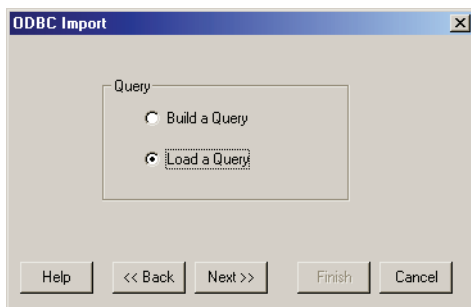 ODBC Import
Query
Build a Query
Load a Query
Help << Back Next >> Finish Cancel